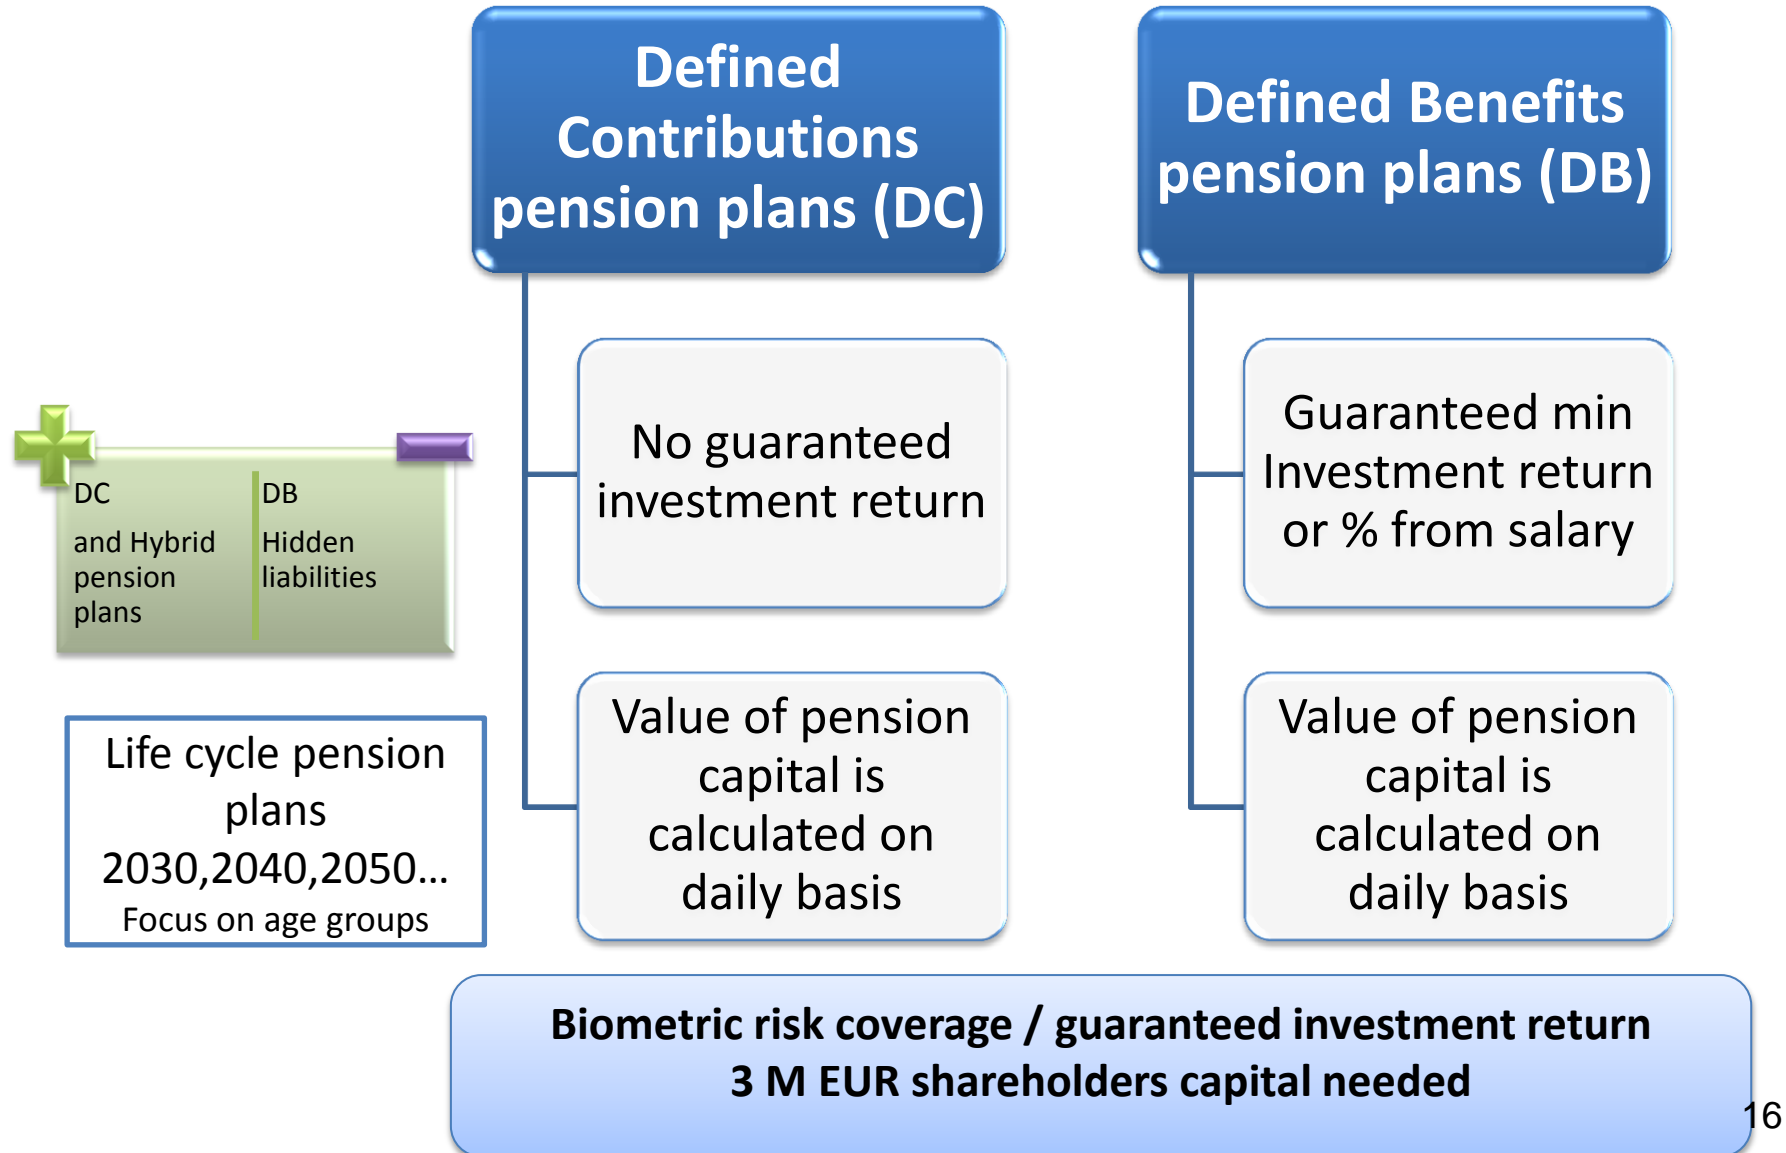 Defined
Contributions
pension plans (DC)
Defined Benefits
pension plans (DB)
No guaranteed
investment return
Guaranteed min
Investment return
or % from salary
DC
and Hybrid
pension
plans
DB
Hidden
liabilities
Value of pension
capital is
calculated on
daily basis
Value of pension
capital is
calculated on
daily basis
Life cycle pension
plans
2030,2040,2050...
Focus on age groups
Biometric risk coverage / guaranteed investment return
3 M EUR shareholders capital needed
16